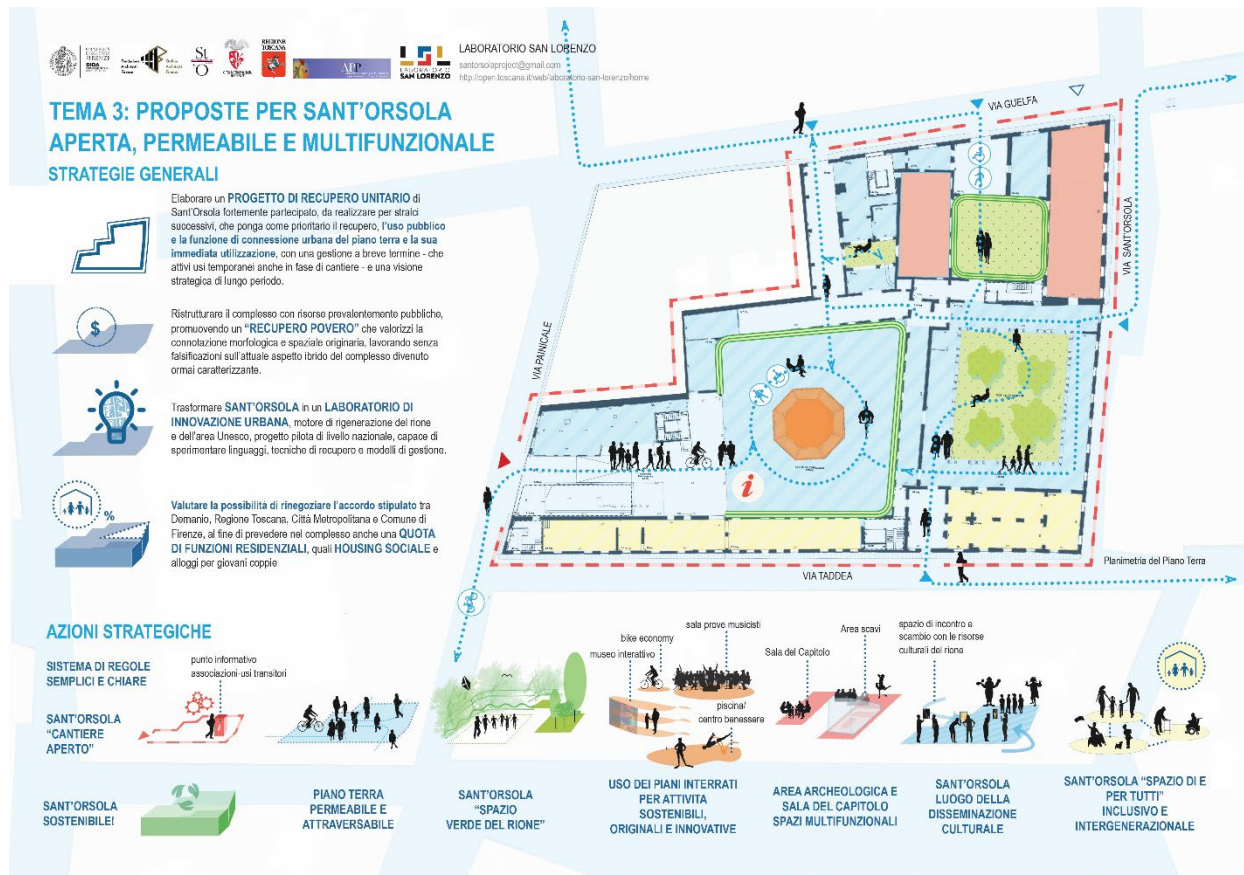 REGIONE
TOSCANA
APP
LABORATORIO
SAN LORENZO
LABORATORIO SAN LORENZO
santorsolaproject@gmail.com
http://open.toscana.it/web/laboratorio-san-lorenzo/home
TEMA 3: PROPOSTE PER SANT'ORSOLA
APERTA, PERMEABILE E MULTIFUNZIONALE
STRATEGIE GENERALI
Elaborare un PROGETTO DI RECUPERO UNITARIO di
Sant'Orsola fortemente partecipato, da realizzare per stralci
successivi, che ponga come prioritario il recupero, l'uso pubblico
e la funzione di connessione urbana del piano terra e la sua
immediata utilizzazione, con una gestione a breve termine - che
attivi usi temporanei anche in fase di cantiere - e una visione
strategica di lungo periodo.
$
Ristrutturare il complesso con risorse prevalentemente pubbliche,
promuovendo un "RECUPERO POVERO" che valorizzi la
connotazione morfologica e spaziale originaria, lavorando senza
falsificazioni sull'attuale aspetto ibrido del complesso divenuto
ormai caratterizzante.
Trasformare SANT'ORSOLA in un LABORATORIO DI
INNOVAZIONE URBANA, motore di rigenerazione del rione
e dell'area Unesco, progetto pilota di livello nazionale, capace di
sperimentare linguaggi, tecniche di recupero e modelli di gestione.
%
Valutare la possibilità di rinegoziare l'accordo stipulato tra
Demanio, Regione Toscana, Città Metropolitana e Comune di
Firenze, al fine di prevedere nel complesso anche una QUOTA
DI FUNZIONI RESIDENZIALI, quali HOUSING SOCIALE e
alloggi per giovani coppie
VIA GUELFA
VIA SANT'ORSOLA
VIA PAINICALE
i
VIA TADDEA
Planimetria del Piano Terra
AZIONI STRATEGICHE
SISTEMA DI REGOLE
SEMPLICI E CHIARE
punto informativo
associazioni-usi transitori
SANT'ORSOLA
"CANTIERE
APERTO"
SANT'ORSOLA
SOSTENIBILE!
PIANO TERRA
PERMEABILE E
ATTRAVERSABILE
SANT'ORSOLA
"SPAZIO
VERDE DEL RIONE"
museo interattivo
bike economy
sala prove musicisti
piscina/
centro benessere
USO DEI PIANI INTERRATI
PER ATTIVITA
SOSTENIBILI,
ORIGINALI E INNOVATIVE
Sala del Capitolo
Area scavi
AREA ARCHEOLOGICA E
SALA DEL CAPITOLO
SPAZI MULTIFUNZIONALI
spazio di incontro e
scambio con le risorse
culturali del rione
SANT'ORSOLA
LUOGO DELLA
DISSEMINAZIONE
CULTURALE
SANT'ORSOLA "SPAZIO DI E
PER TUTTI"
INCLUSIVO E
INTERGENERAZIONALE